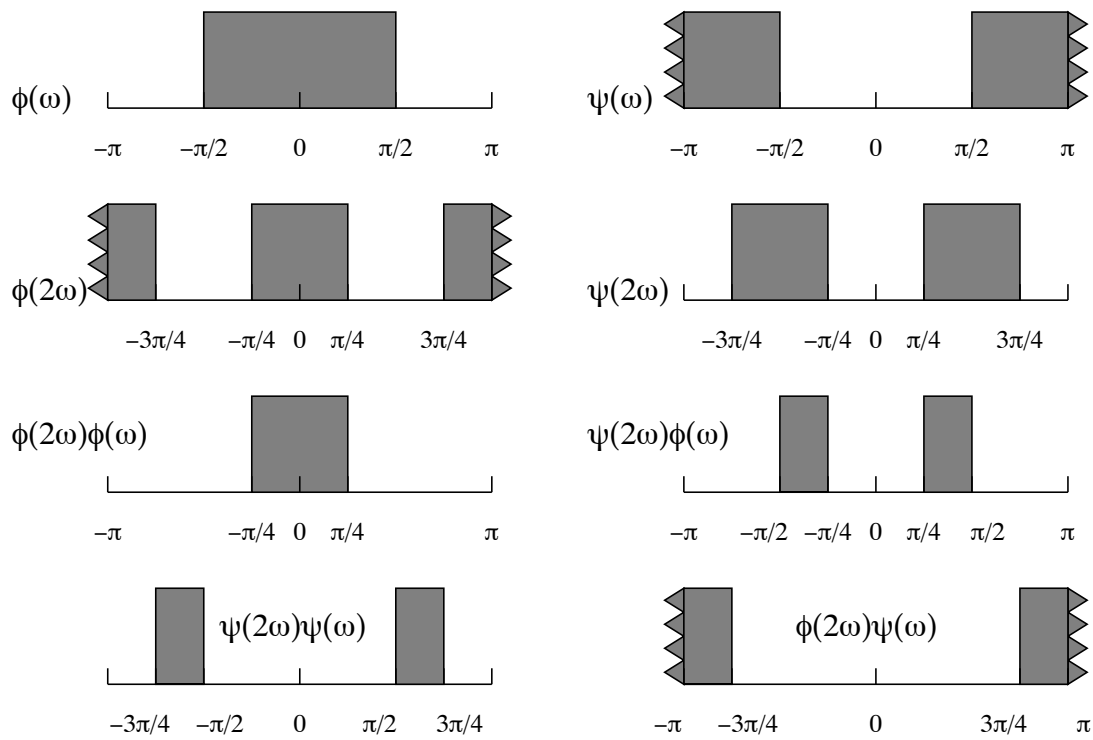 ϕ(ω)
−π −π/2 0 π/2 π
ψ(ω)
−π −π/2 0 π/2 π
ϕ(2ω)
−3π/4 −π/4 0 π/4 3π/4
ψ(2ω)
−3π/4 −π/4 0 π/4 3π/4
ϕ(2ω)ϕ(ω)
−π −π/4 0 π/4 π
ψ(2ω)ϕ(ω)
−π −π/2 −π/4 0 π/4 π/2 π
ψ(2ω)ψ(ω)
−3π/4 −π/2 0 π/2 3π/4
ϕ(2ω)ψ(ω)
−π −3π/4 0 3π/4 π